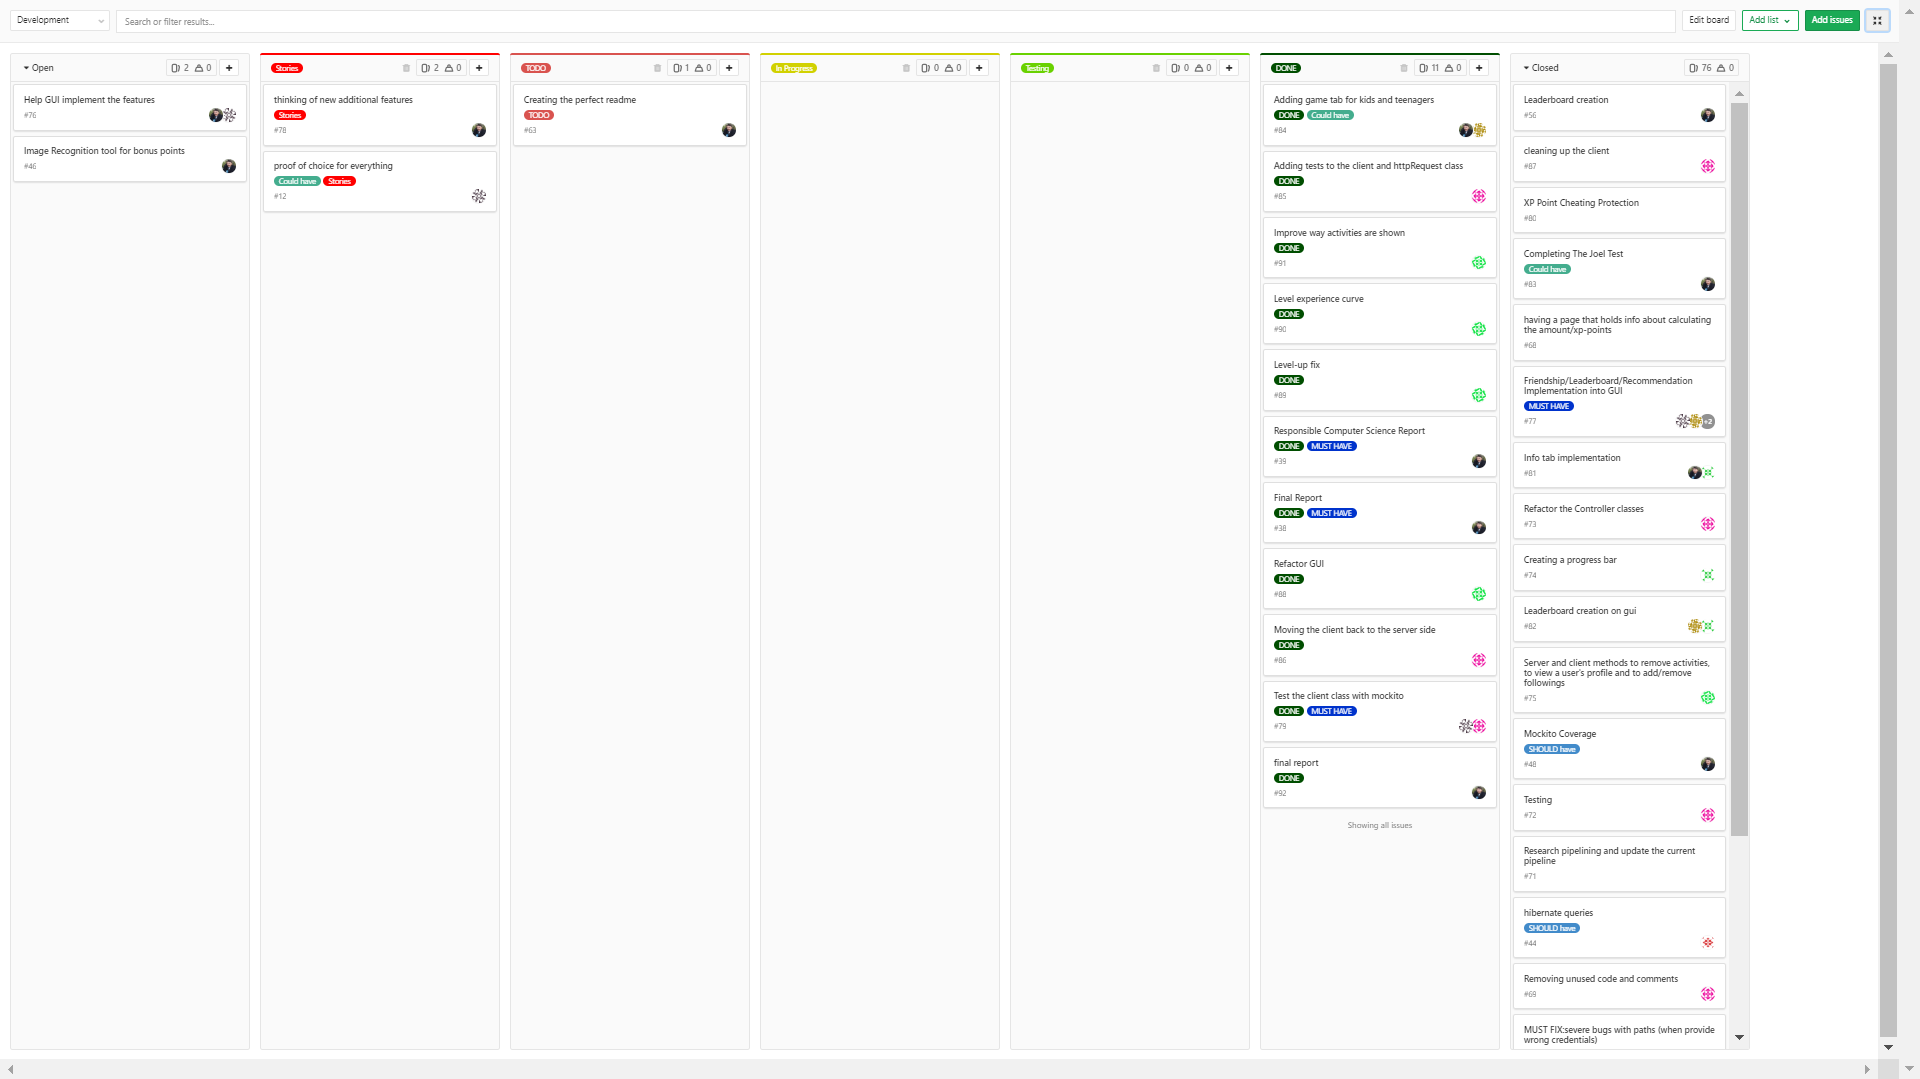 Development
Search or filter results...
Edit board
Add list
Add issues
Open
2 0
Help GUI implement the features
#76
Image Recognition tool for bonus points
#46
Stories
2 0
thinking of new additional features
Stories
#78
proof of choice for everything
Could have Stories
#12
TODO
1 0
Creating the perfect readme
TODO
#63
In Progress
0 0
Testing
0 0
DONE
11 0
Adding game tab for kids and teenagers
DONE Could have
#84
Adding tests to the client and httpRequest class
DONE
#85
Improve way activities are shown
DONE
#91
Level experience curve
DONE
#90
Level-up fix
DONE
#89
Responsible Computer Science Report
DONE MUST HAVE
#39
Final Report
DONE MUST HAVE
#38
Refactor GUI
DONE
#88
Moving the client back to the server side
DONE
#86
Test the client class with mockito
DONE MUST HAVE
#79
final report
DONE
#92
Showing all issues
Closed
76 0
Leaderboard creation
#56
cleaning up the client
#87
XP Point Cheating Protection
#80
Completing The Joel Test
Could have
#83
having a page that holds info about calculating
the amount/xp-points
#68
Friendship/Leaderboard/Recommendation
Implementation into GUI
MUST HAVE
#77
+2
Info tab implementation
#81
Refactor the Controller classes
#73
Creating a progress bar
#74
Leaderboard creation on gui
#82
Server and client methods to remove activities,
to view a user's profile and to add/remove
followings
#75
Mockito Coverage
SHOULD have
#48
Testing
#72
Research pipelining and update the current
pipeline
#71
hibernate queries
SHOULD have
#44
Removing unused code and comments
#69
MUST FIX:severe bugs with paths (when provide
wrong credentials)